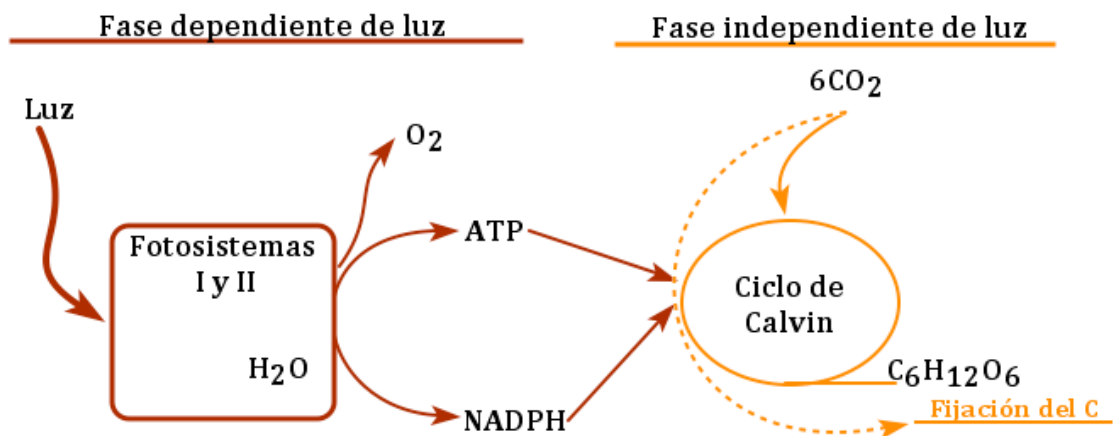 Fase dependiente de luz
Fase independiente de luz
6CO₂
Luz
O₂
ATP
Fotosistemas
I y II
H₂O
Ciclo de
Calvin
NADPH
C₆H₁₂O₆
Fijación del C